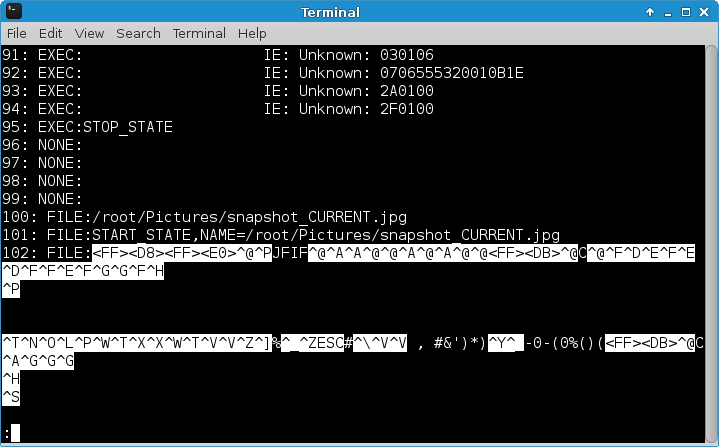 Terminal
File Edit View Search Terminal Help
91: EXEC: IE: Unknown: 030106
92: EXEC: IE: Unknown: 0706555320010B1E
93: EXEC: IE: Unknown: 2A0100
94: EXEC: IE: Unknown: 2F0100
95: EXEC:STOP_STATE
96: NONE:
97: NONE:
98: NONE:
99: NONE:
100: FILE:/root/Pictures/snapshot_CURRENT.jpg
101: FILE:START_STATE,NAME=/root/Pictures/snapshot_CURRENT.jpg
102: FILE:<FF><D8><FF><E0>^@^PJFIF^@^A^A^@^@^A^@^A^@^@<FF><DB>^@C^@^F^D^E^F^E
^D^F^F^E^F^G^G^F^H
^P
^T^N^O^L^P^W^T^X^X^W^T^V^V^Z^]%^_^ZESC#^\^V^V , #&')*)^Y^_-0-(0%()(<FF><DB>^@C
^A^G^G^G
^H
^S
: